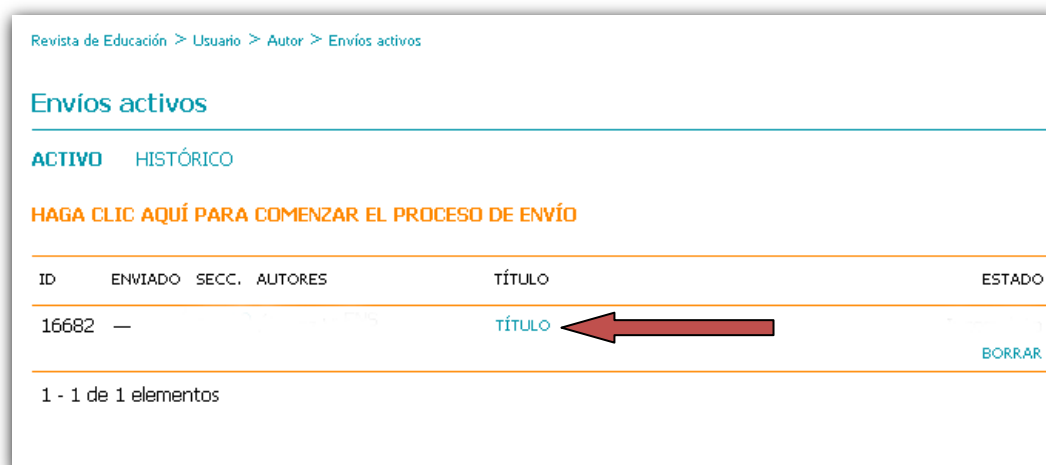 Revista de Educación > Usuario > Autor > Envíos activos
Envíos activos
ACTIVO HISTÓRICO
HAGA CLIC AQUÍ PARA COMENZAR EL PROCESO DE ENVÍO
ID ENVIADO SECC. AUTORES TÍTULO ESTADO
16682 — TÍTULO
BORRAR
1 - 1 de 1 elementos